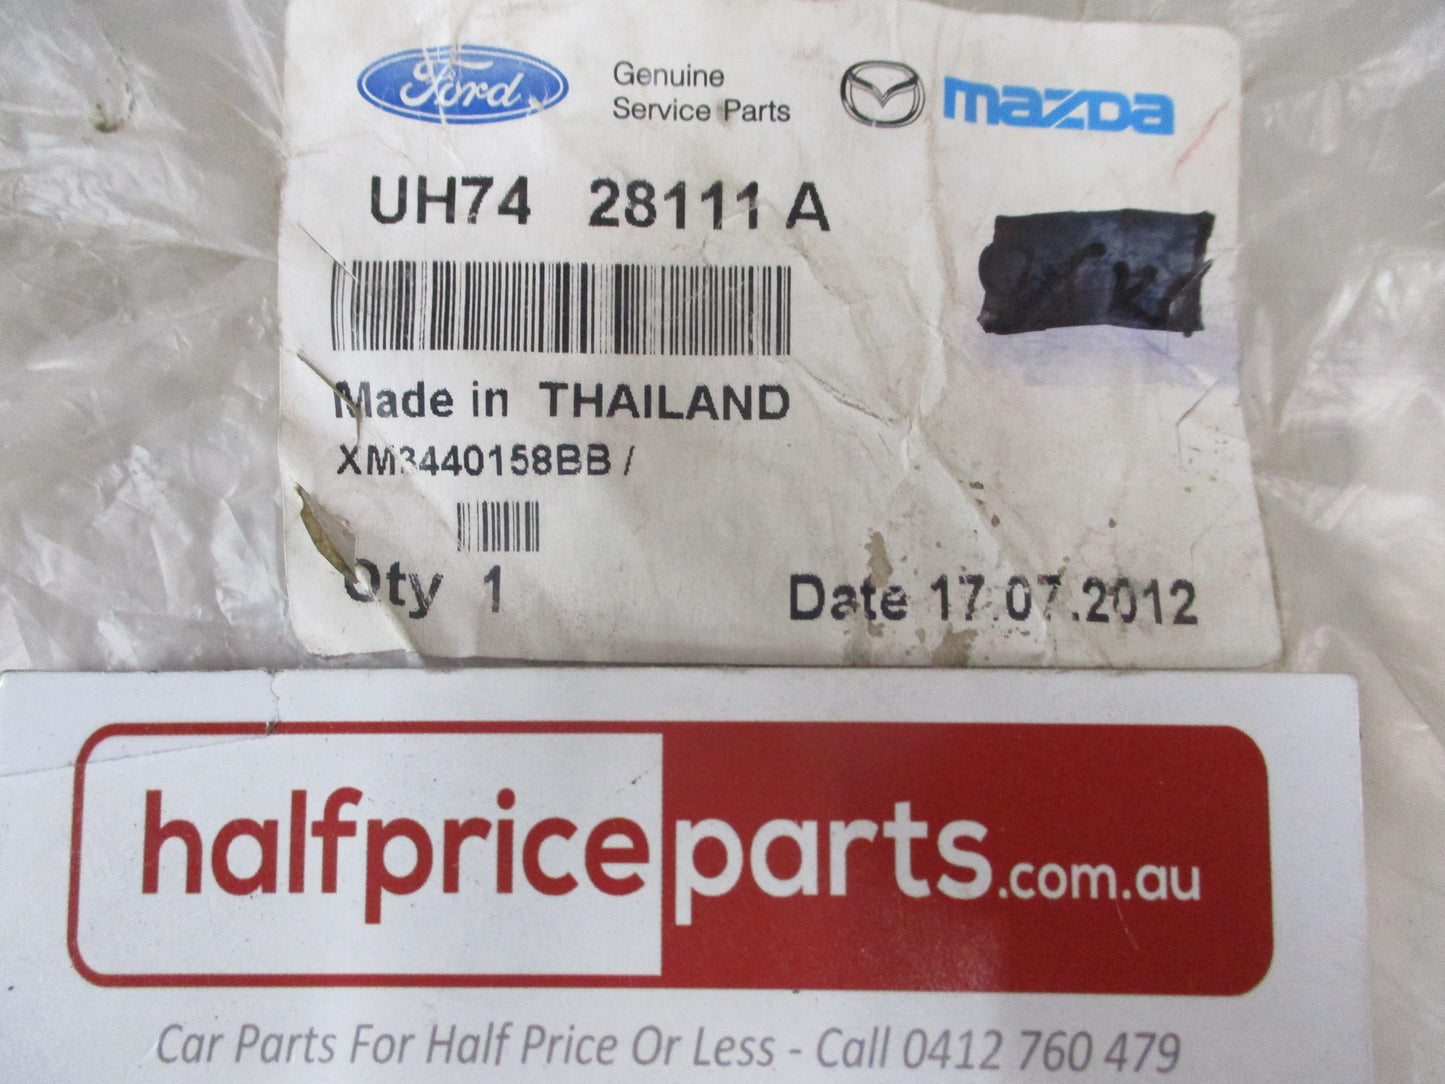 Ford
Genuine
Service Parts
mazda
UH74 28111 A
Made in THAILAND
XM3440158BB /
Qty 1
Date 17.07.2012
halfpriceparts.com.au
Car Parts For Half Price Or Less - Call 0412 760 479